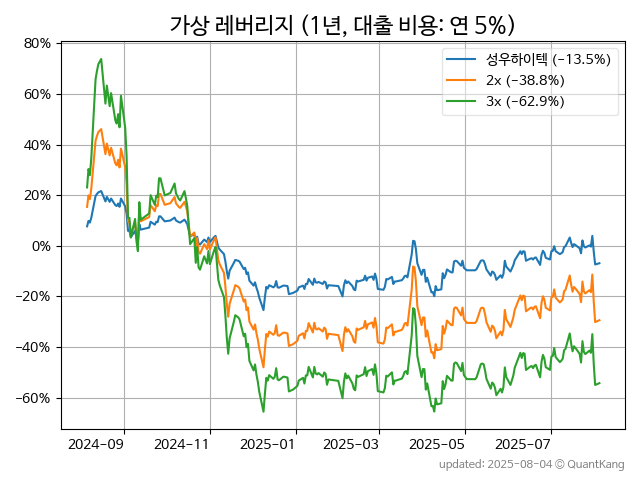 가상 레버리지 (1년, 대출 비용: 연 5%)
성우하이텍 (-13.5%)
2x (-38.8%)
3x (-62.9%)
80%
60%
40%
20%
0%
−20%
−40%
−60%
2024-09
2024-11
2025-01
2025-03
2025-05
2025-07
updated: 2025-08-04 © QuantKang